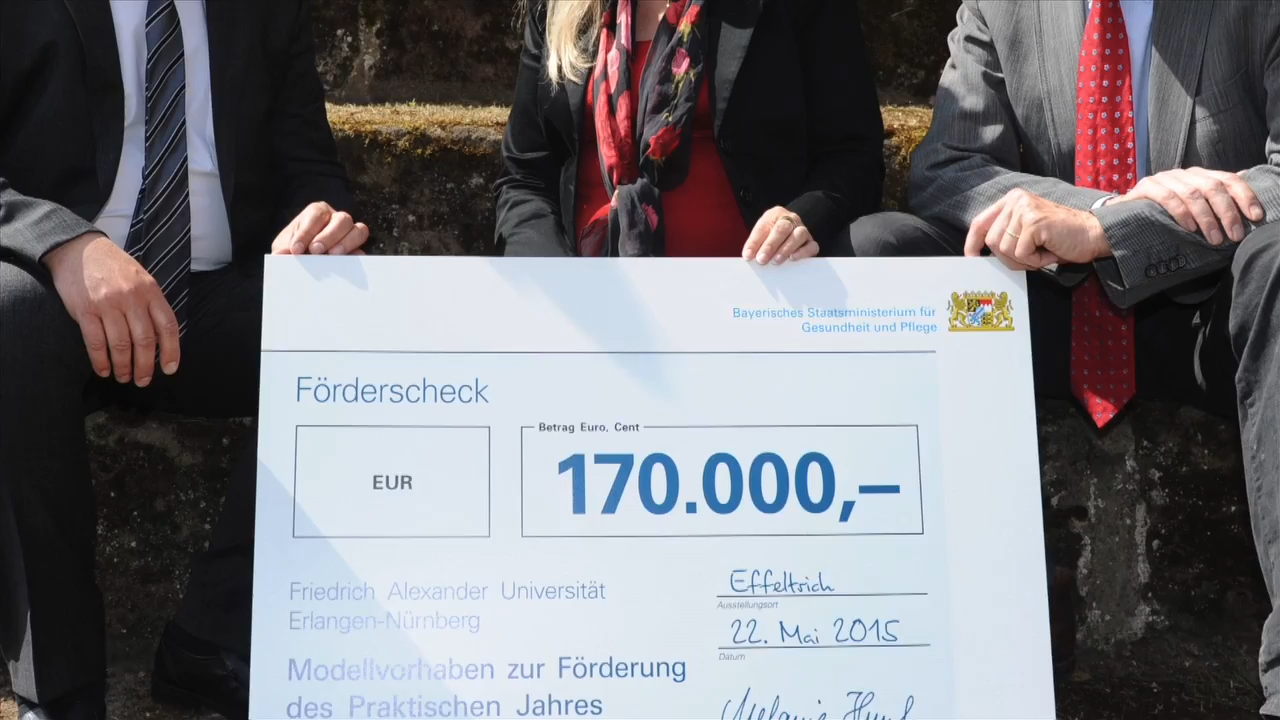 Bayerisches Staatsministerium für
Gesundheit und Pflege
Förderscheck
EUR
Betrag Euro, Cent
170.000,–
Friedrich Alexander Universität
Erlangen-Nürnberg
Modellvorhaben zur Förderung
des Praktischen Jahres
Effeltrich
Ausstellungsort
22. Mai 2015
Datum
Melanie